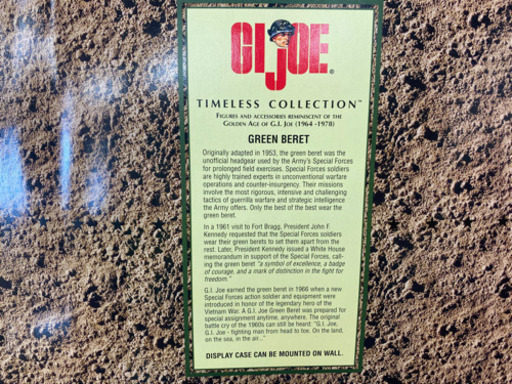 GIJOE®
TIMELESS COLLECTION™
FIGURES AND ACCESSORIES REMINISCENT OF THE
GOLDEN AGE OF G.I. JOE (1964 -1978)
GREEN BERET
Originally adapted in 1953, the green beret was the
unofficial headgear used by the Army's Special Forces
for prolonged field exercises. Special Forces soldiers
are highly trained experts in unconventional warfare
operations and counter-insurgency. Their missions
involve the most rigorous, intensive and challenging
tactics of guerrilla warfare and strategic intelligence
the Army offers. Only the best of the best wear the
green beret.
In a 1961 visit to Fort Bragg, President John F.
Kennedy requested that the Special Forces soldiers
wear their green berets to set them apart from the
rest. Later, President Kennedy issued a White House
memorandum in support of the Special Forces, call-
ing the green beret "a symbol of excellence, a badge
of courage, and a mark of distinction in the fight for
freedom."
G.I. Joe earned the green beret in 1966 when a new
Special Forces action soldier and equipment were
introduced in honor of the legendary hero of the
Vietnam War. A G.I. Joe Green Beret was prepared for
special assignment anytime, anywhere. The original
battle cry of the 1960s can still be heard: "G.I. Joe,
G.I. Joe - fighting man from head to toe. On the land,
on the sea, in the air..."
DISPLAY CASE CAN BE MOUNTED ON WALL.